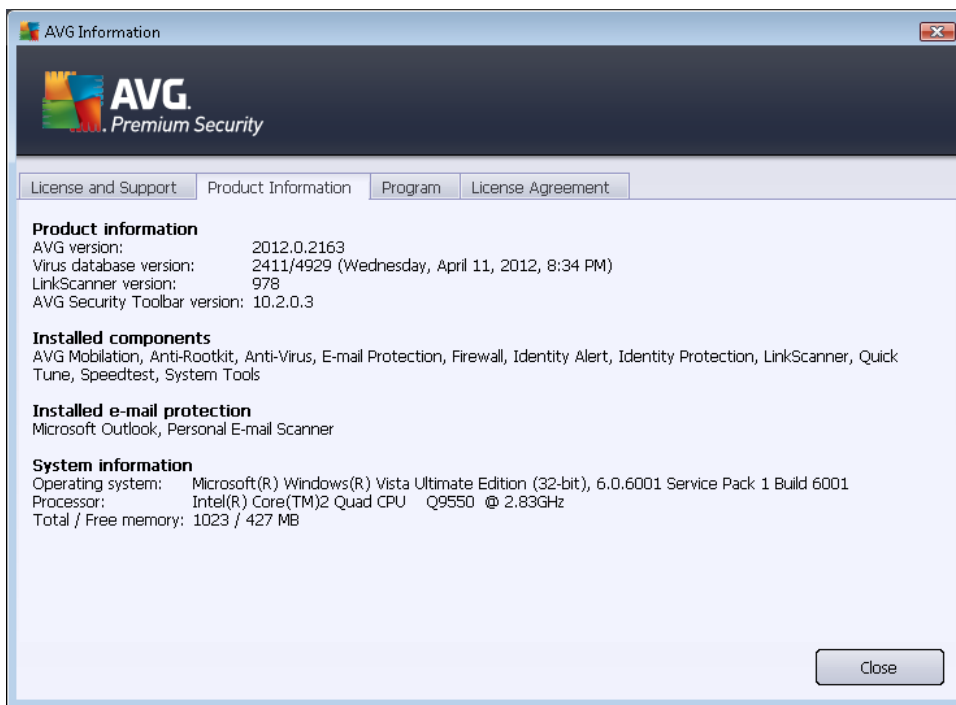 AVG Information
AVG.
Premium Security
License and Support Product Information Program License Agreement
Product information
AVG version: 2012.0.2163
Virus database version: 2411/4929 (Wednesday, April 11, 2012, 8:34 PM)
LinkScanner version: 978
AVG Security Toolbar version: 10.2.0.3
Installed components
AVG Mobilation, Anti-Rootkit, Anti-Virus, E-mail Protection, Firewall, Identity Alert, Identity Protection, LinkScanner, Quick
Tune, Speedtest, System Tools
Installed e-mail protection
Microsoft Outlook, Personal E-mail Scanner
System information
Operating system: Microsoft(R) Windows(R) Vista Ultimate Edition (32-bit), 6.0.6001 Service Pack 1 Build 6001
Processor: Intel(R) Core(TM)2 Quad CPU Q9550 @ 2.83GHz
Total / Free memory: 1023 / 427 MB
Close